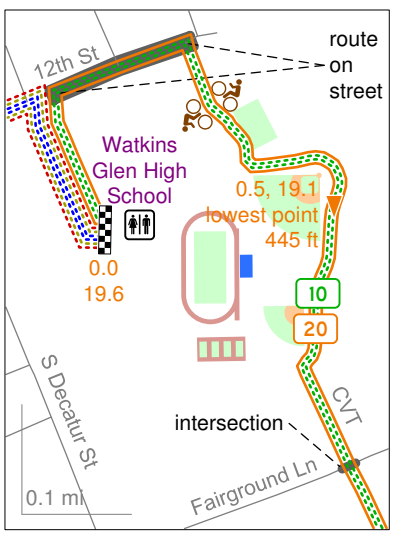 12th St
route
on
street
Watkins
Glen High
School
0.5, 19.1
lowest point
445 ft
0.0
19.6
10
20
S Decatur St
CVT
intersection
Fairground Ln
0.1 mi